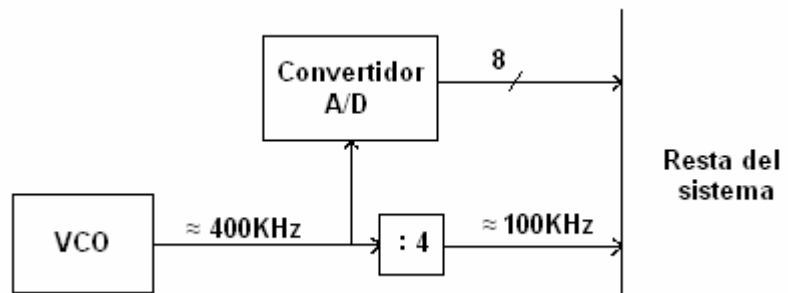 8
Convertidor
A/D
Resta del
sistema
VCO
≈ 400KHz
: 4
≈ 100KHz